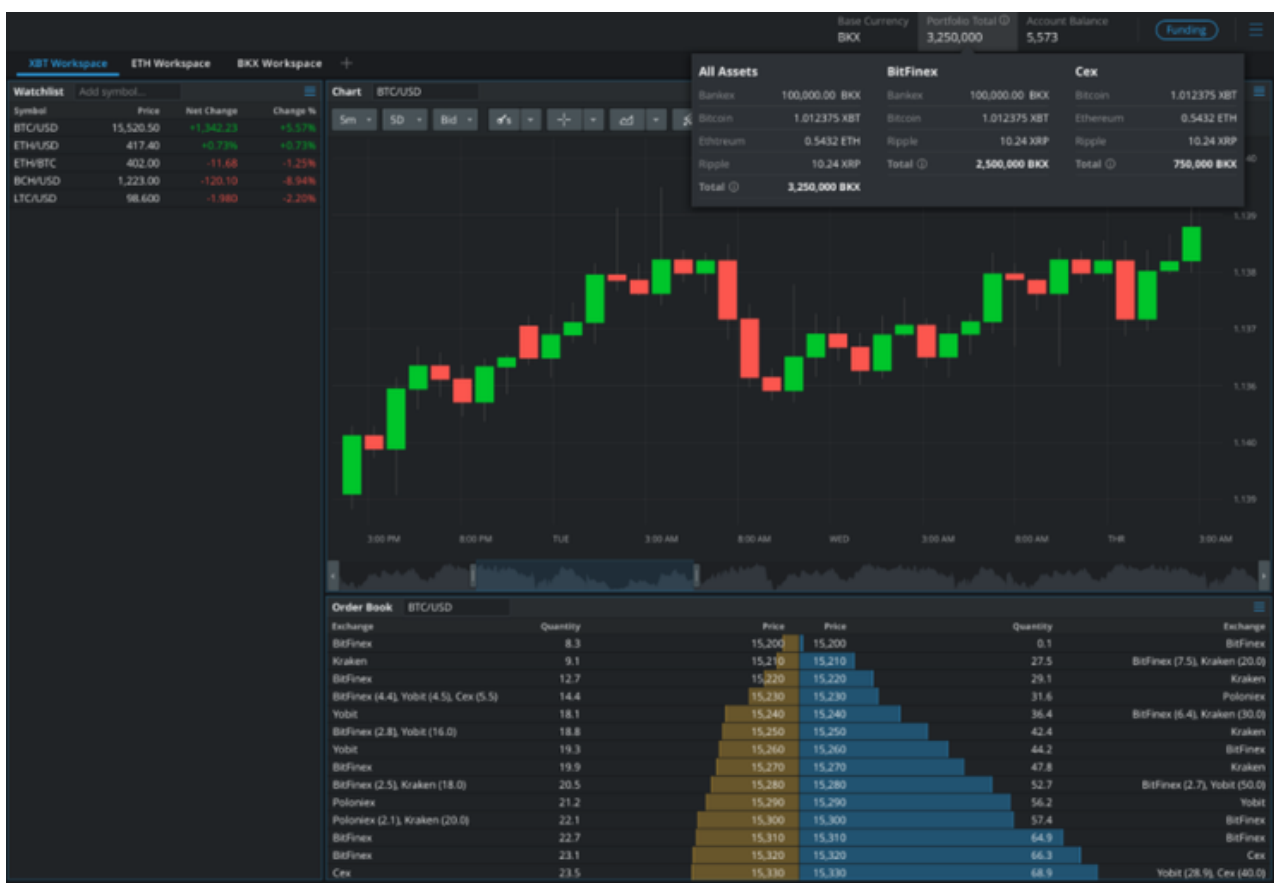 Base Currency Portfolio Total ⓘ Account Balance
BKX 3,250,000 5,573 Funding
XBT Workspace ETH Workspace BKX Workspace +
Watchlist Add symbol...
Symbol Price Net Change Change %
BTC/USD 15,520.50 +1,342.23 +5.57%
ETH/USD 417.40 +0.73% +0.73%
ETH/BTC 402.00 -11.68 -1.25%
BCH/USD 1,223.00 -120.10 -8.94%
LTC/USD 98.600 -1.980 -2.20%
Chart BTC/USD
5m 5D Bid
All Assets
Bankex 100,000.00 BKX
Bitcoin 1.012375 XBT
Ethtreum 0.5432 ETH
Ripple 10.24 XRP
Total ⓘ 3,250,000 BKX
BitFinex
Bankex 100,000.00 BKX
Bitcoin 1.012375 XBT
Ripple 10.24 XRP
Total ⓘ 2,500,000 BKX
Cex
Bitcoin 1.012375 XBT
Ethereum 0.5432 ETH
Ripple 10.24 XRP
Total ⓘ 750,000 BKX
40
1.139
1.138
1.137
1.136
1.140
1.139
3:00 PM 8:00 PM TUE 3:00 AM 8:00 AM WED 3:00 AM 8:00 AM THR 3:00 AM
Order Book BTC/USD
Exchange Quantity Price Price Quantity Exchange
BitFinex 8.3 15,200 15,200 0.1 BitFinex
Kraken 9.1 15,210 15,210 27.5 BitFinex (7.5), Kraken (20.0)
BitFinex 12.7 15,220 15,220 29.1 Kraken
BitFinex (4.4), Yobit (4.5), Cex (5.5) 14.4 15,230 15,230 31.6 Poloniex
Yobit 18.1 15,240 15,240 36.4 BitFinex (6.4), Kraken (30.0)
BitFinex (2.8), Yobit (16.0) 18.8 15,250 15,250 42.4 Kraken
Yobit 19.3 15,260 15,260 44.2 BitFinex
BitFinex 19.9 15,270 15,270 47.8 Kraken
BitFinex (2.5), Kraken (18.0) 20.5 15,280 15,280 52.7 BitFinex (2.7), Yobit (50.0)
Poloniex 21.2 15,290 15,290 56.2 Yobit
Poloniex (2.1), Kraken (20.0) 22.1 15,300 15,300 57.4 BitFinex
BitFinex 22.7 15,310 15,310 64.9 BitFinex
BitFinex 23.1 15,320 15,320 66.3 Cex
Cex 23.5 15,330 15,330 68.9 Yobit (28.9), Cex (40.0)